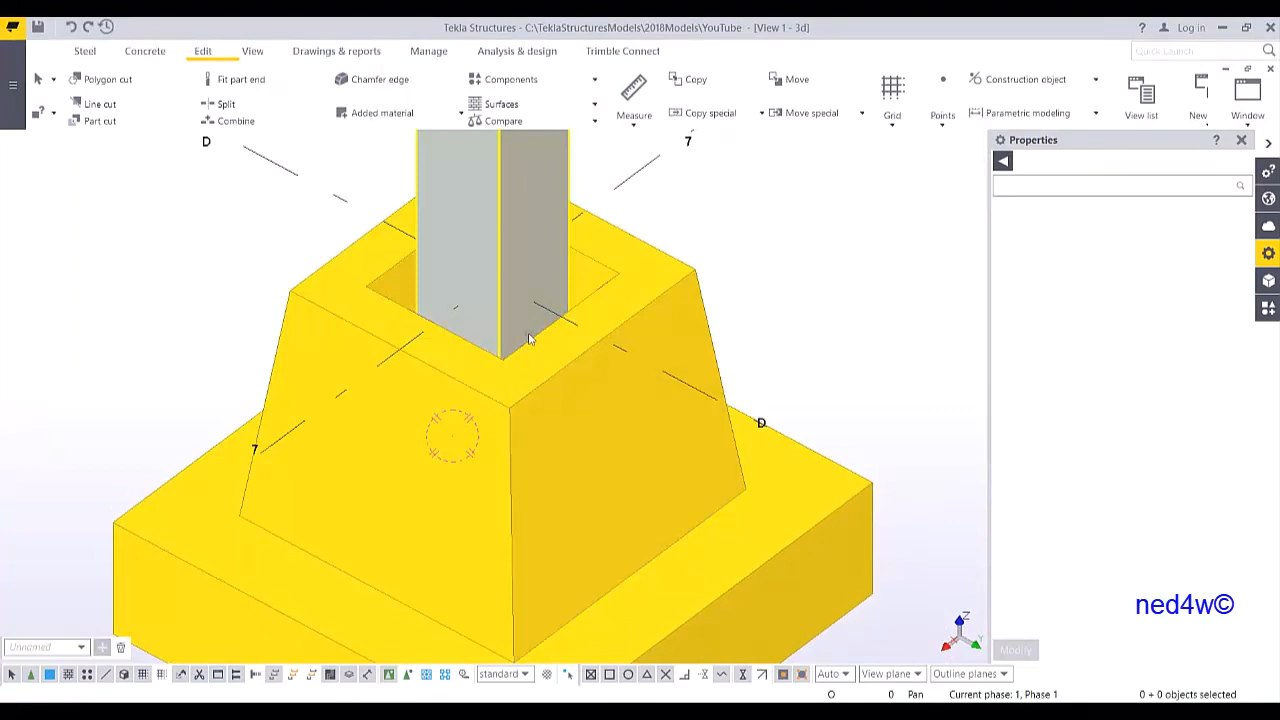 Tekla Structures - C:\TeklaStructuresModels\2018Models\YouTube - [View 1 - 3d]
? Log in
Steel Concrete Edit View Drawings & reports Manage Analysis & design Trimble Connect
Quick Launch
Polygon cut Fit part end Chamfer edge Components Copy Move Construction object
Line cut Split Surfaces
Added material Measure Copy special Move special Grid Points Parametric modeling View list New Window
Part cut Combine Compare
D 7
Properties ?
7 D
ned4w©
Z
Y
Unnamed
Modify
standard Auto View plane Outline planes
O 0 Pan Current phase: 1, Phase 1 0 + 0 objects selected